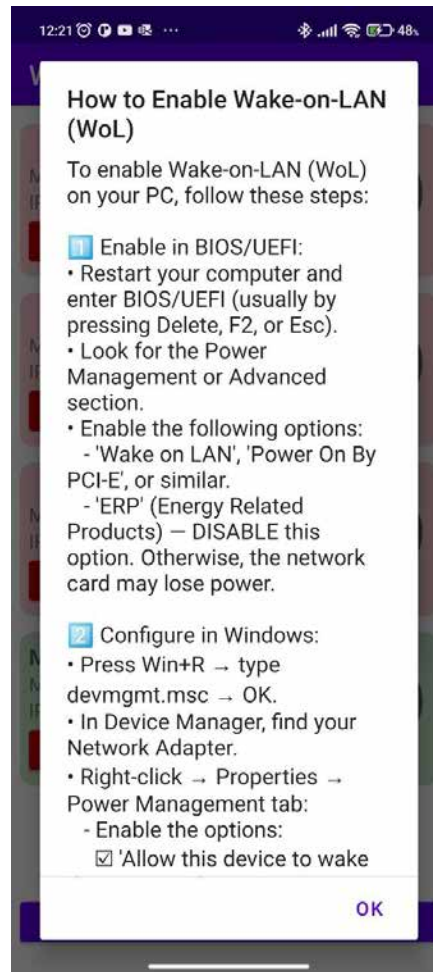 12:21 48%
How to Enable Wake-on-LAN
(WoL)
To enable Wake-on-LAN (WoL)
on your PC, follow these steps:
1️⃣ Enable in BIOS/UEFI:
• Restart your computer and
enter BIOS/UEFI (usually by
pressing Delete, F2, or Esc).
• Look for the Power
Management or Advanced
section.
• Enable the following options:
- 'Wake on LAN', 'Power On By
PCI-E', or similar.
- 'ERP' (Energy Related
Products) — DISABLE this
option. Otherwise, the network
card may lose power.
2️⃣ Configure in Windows:
• Press Win+R → type
devmgmt.msc → OK.
• In Device Manager, find your
Network Adapter.
• Right-click → Properties →
Power Management tab:
- Enable the options:
☑ 'Allow this device to wake
OK